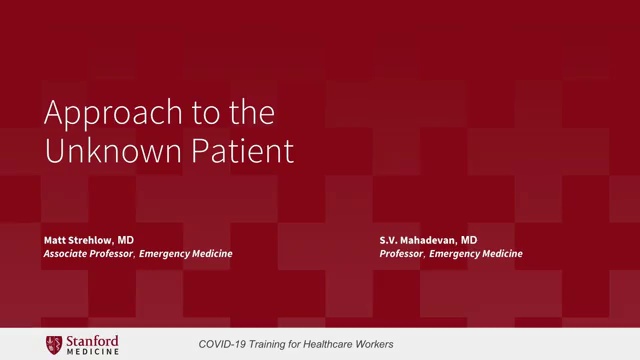 Approach to the
Unknown Patient
Matt Strehlow, MD
Associate Professor, Emergency Medicine
S.V. Mahadevan, MD
Professor, Emergency Medicine
Stanford
MEDICINE
COVID-19 Training for Healthcare Workers